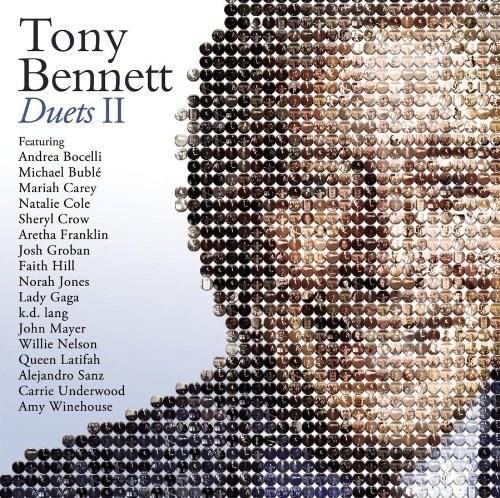 Tony
Bennett
Duets II
Featuring
Andrea Bocelli
Michael Bublé
Mariah Carey
Natalie Cole
Sheryl Crow
Aretha Franklin
Josh Groban
Faith Hill
Norah Jones
Lady Gaga
k.d. lang
John Mayer
Willie Nelson
Queen Latifah
Alejandro Sanz
Carrie Underwood
Amy Winehouse